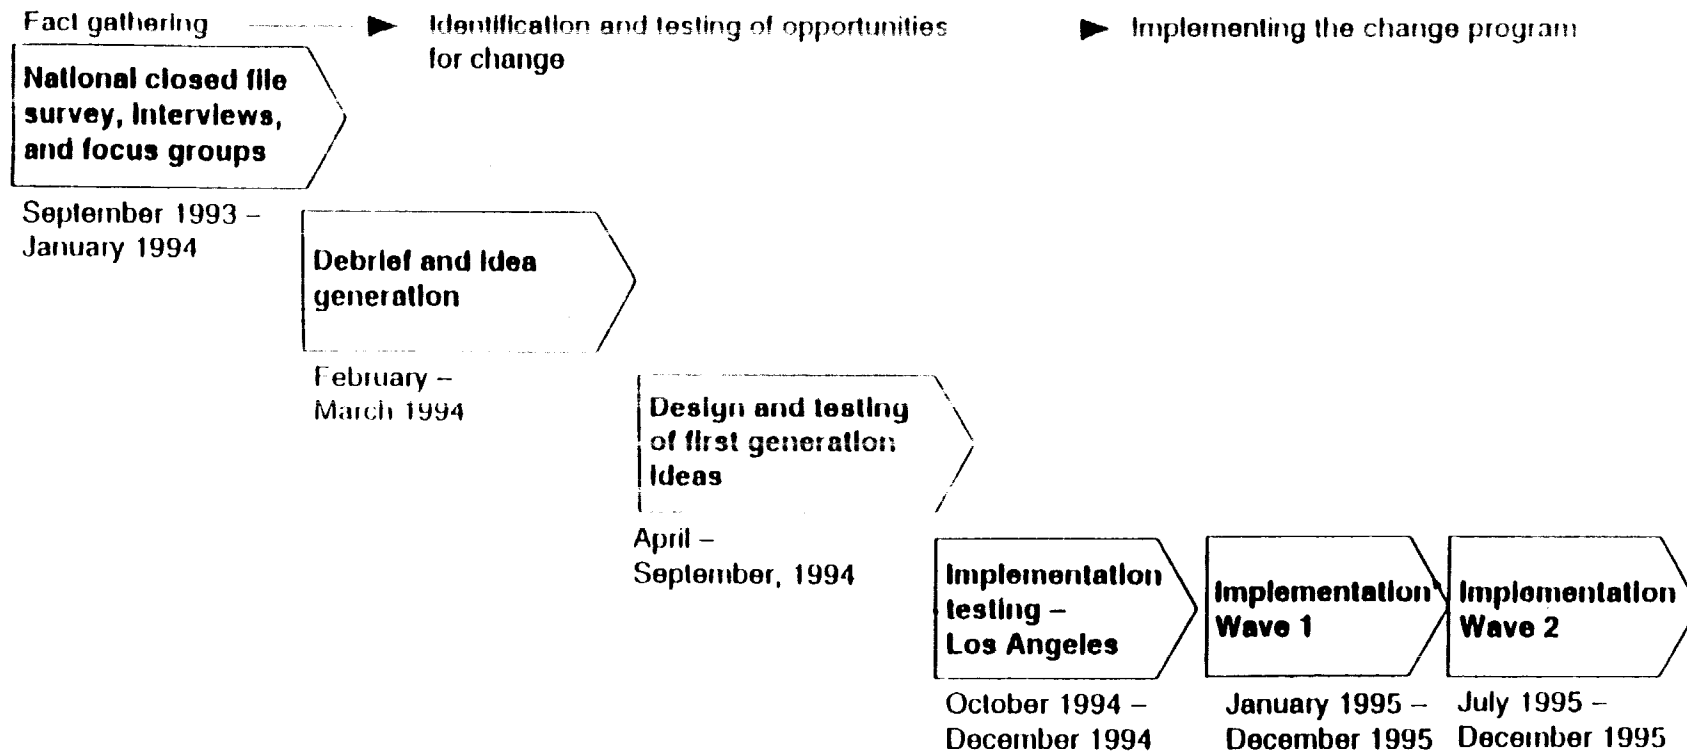 Fact gathering
Identification and testing of opportunities
for change
Implementing the change program
National closed file
survey, interviews,
and focus groups
September 1993 –
January 1994
Debrief and idea
generation
February –
March 1994
Design and testing
of first generation
ideas
April –
September, 1994
Implementation
testing –
Los Angeles
October 1994 –
December 1994
Implementation
Wave 1
January 1995 –
December 1995
Implementation
Wave 2
July 1995 –
December 1995